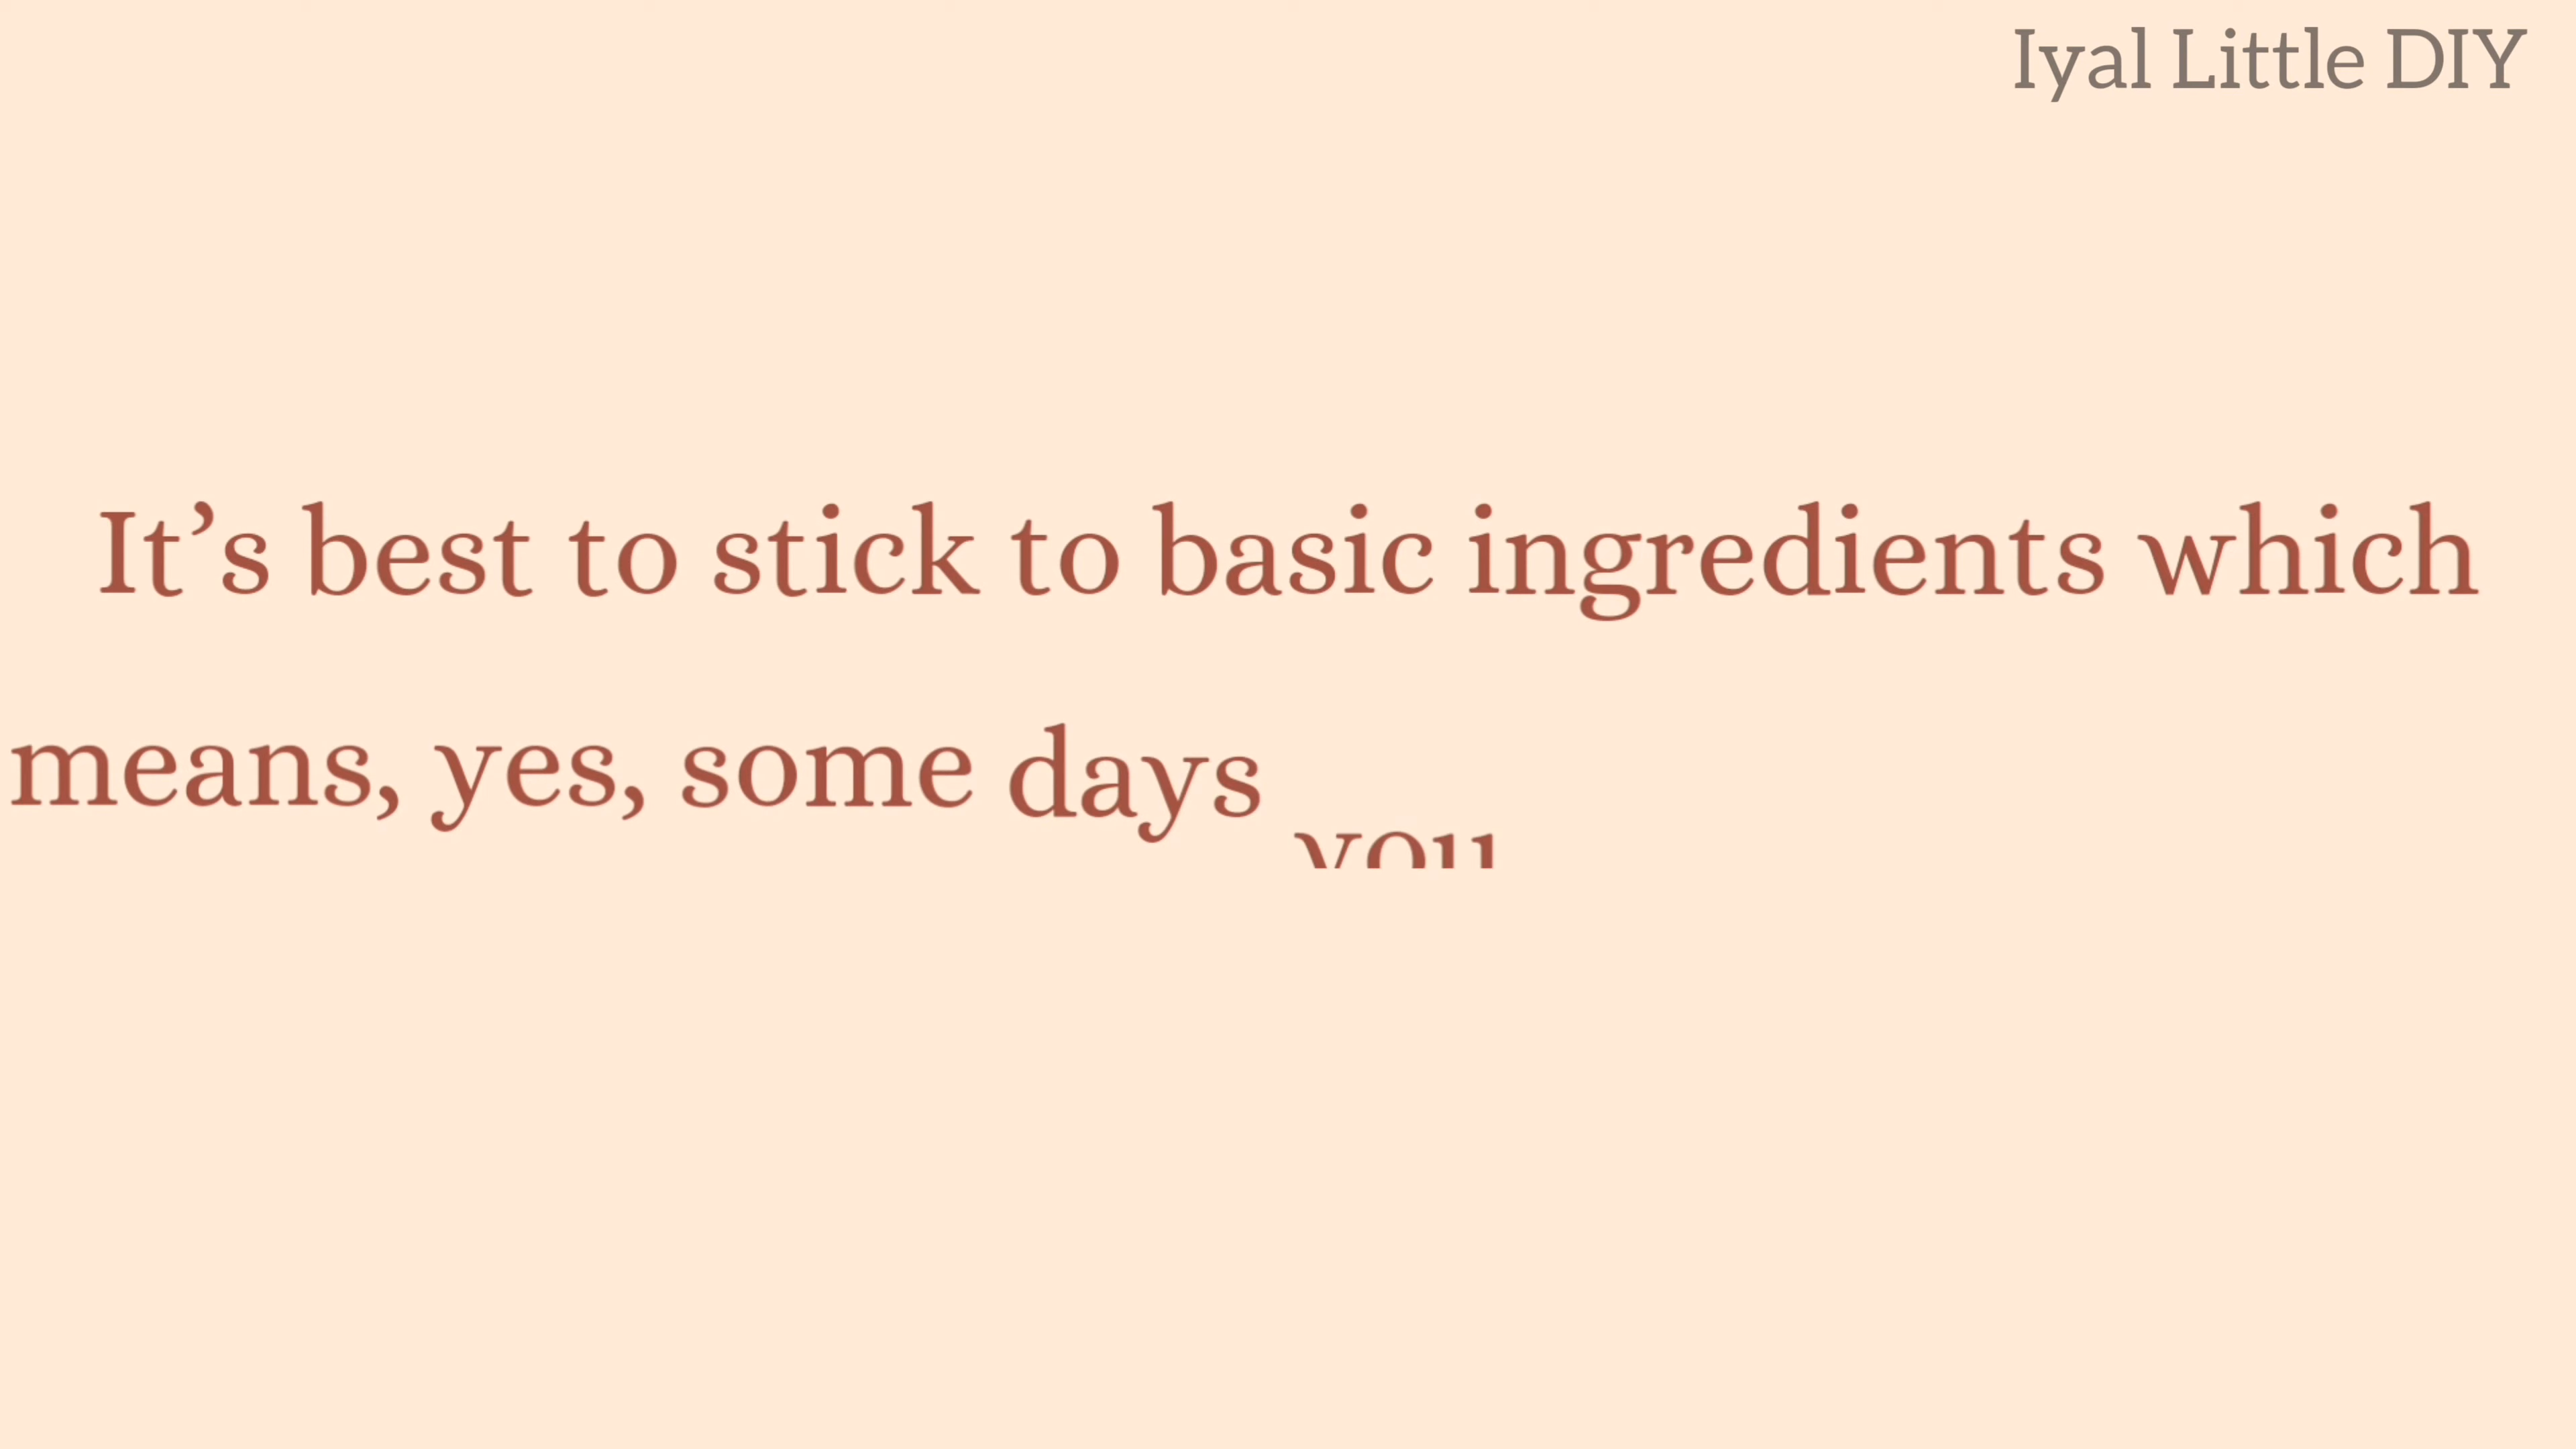 Iyal Little DIY
It’s best to stick to basic ingredients which
means, yes, some days you